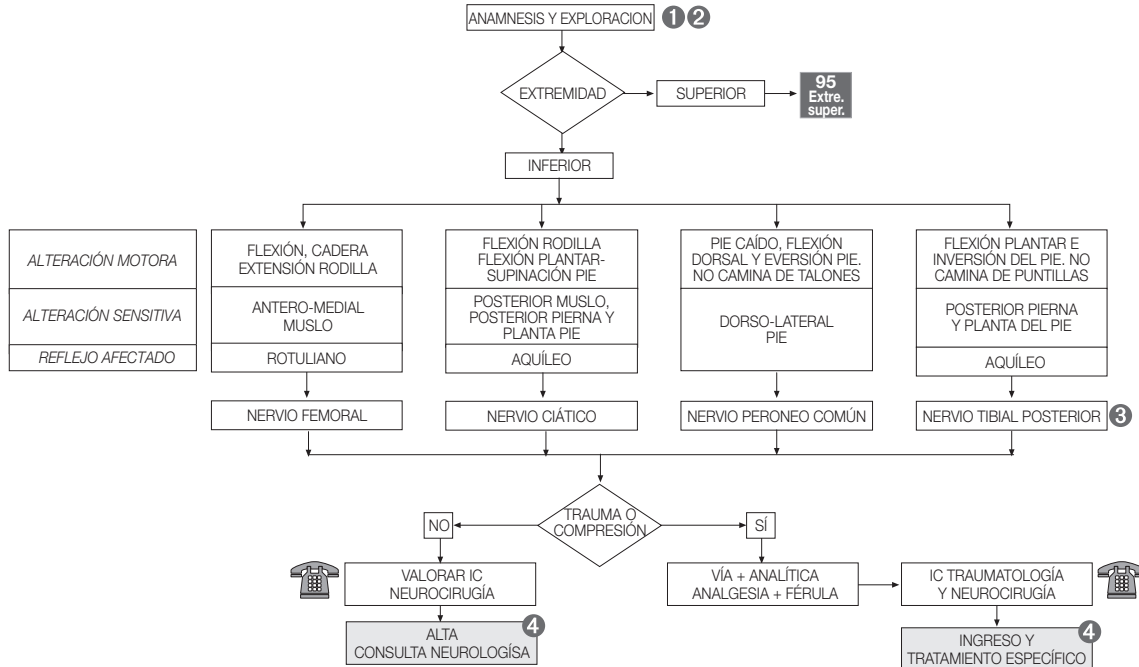 ANAMNESIS Y EXPLORACION 1 2
EXTREMIDAD
SUPERIOR
95
Extre.
super.
INFERIOR
ALTERACIÓN MOTORA
FLEXIÓN, CADERA
EXTENSIÓN RODILLA
FLEXIÓN RODILLA
FLEXIÓN PLANTAR-
SUPINACIÓN PIE
PIE CAÍDO, FLEXIÓN
DORSAL Y EVERSIÓN PIE.
NO CAMINA DE TALONES
FLEXIÓN PLANTAR E
INVERSIÓN DEL PIE. NO
CAMINA DE PUNTILLAS
ALTERACIÓN SENSITIVA
ANTERO-MEDIAL
MUSLO
POSTERIOR MUSLO,
POSTERIOR PIERNA Y
PLANTA PIE
DORSO-LATERAL
PIE
POSTERIOR PIERNA
Y PLANTA DEL PIE
REFLEJO AFECTADO
ROTULIANO
AQUÍLEO
AQUÍLEO
NERVIO FEMORAL
NERVIO CIÁTICO
NERVIO PERONEO COMÚN
NERVIO TIBIAL POSTERIOR 3
TRAUMA O
COMPRESIÓN
NO
SÍ
VALORAR IC
NEUROCIRUGÍA
VÍA + ANALÍTICA
ANALGESIA + FÉRULA
IC TRAUMATOLOGÍA
Y NEUROCIRUGÍA
ALTA 4
CONSULTA NEUROLOGÍSA
INGRESO Y 4
TRATAMIENTO ESPECÍFICO